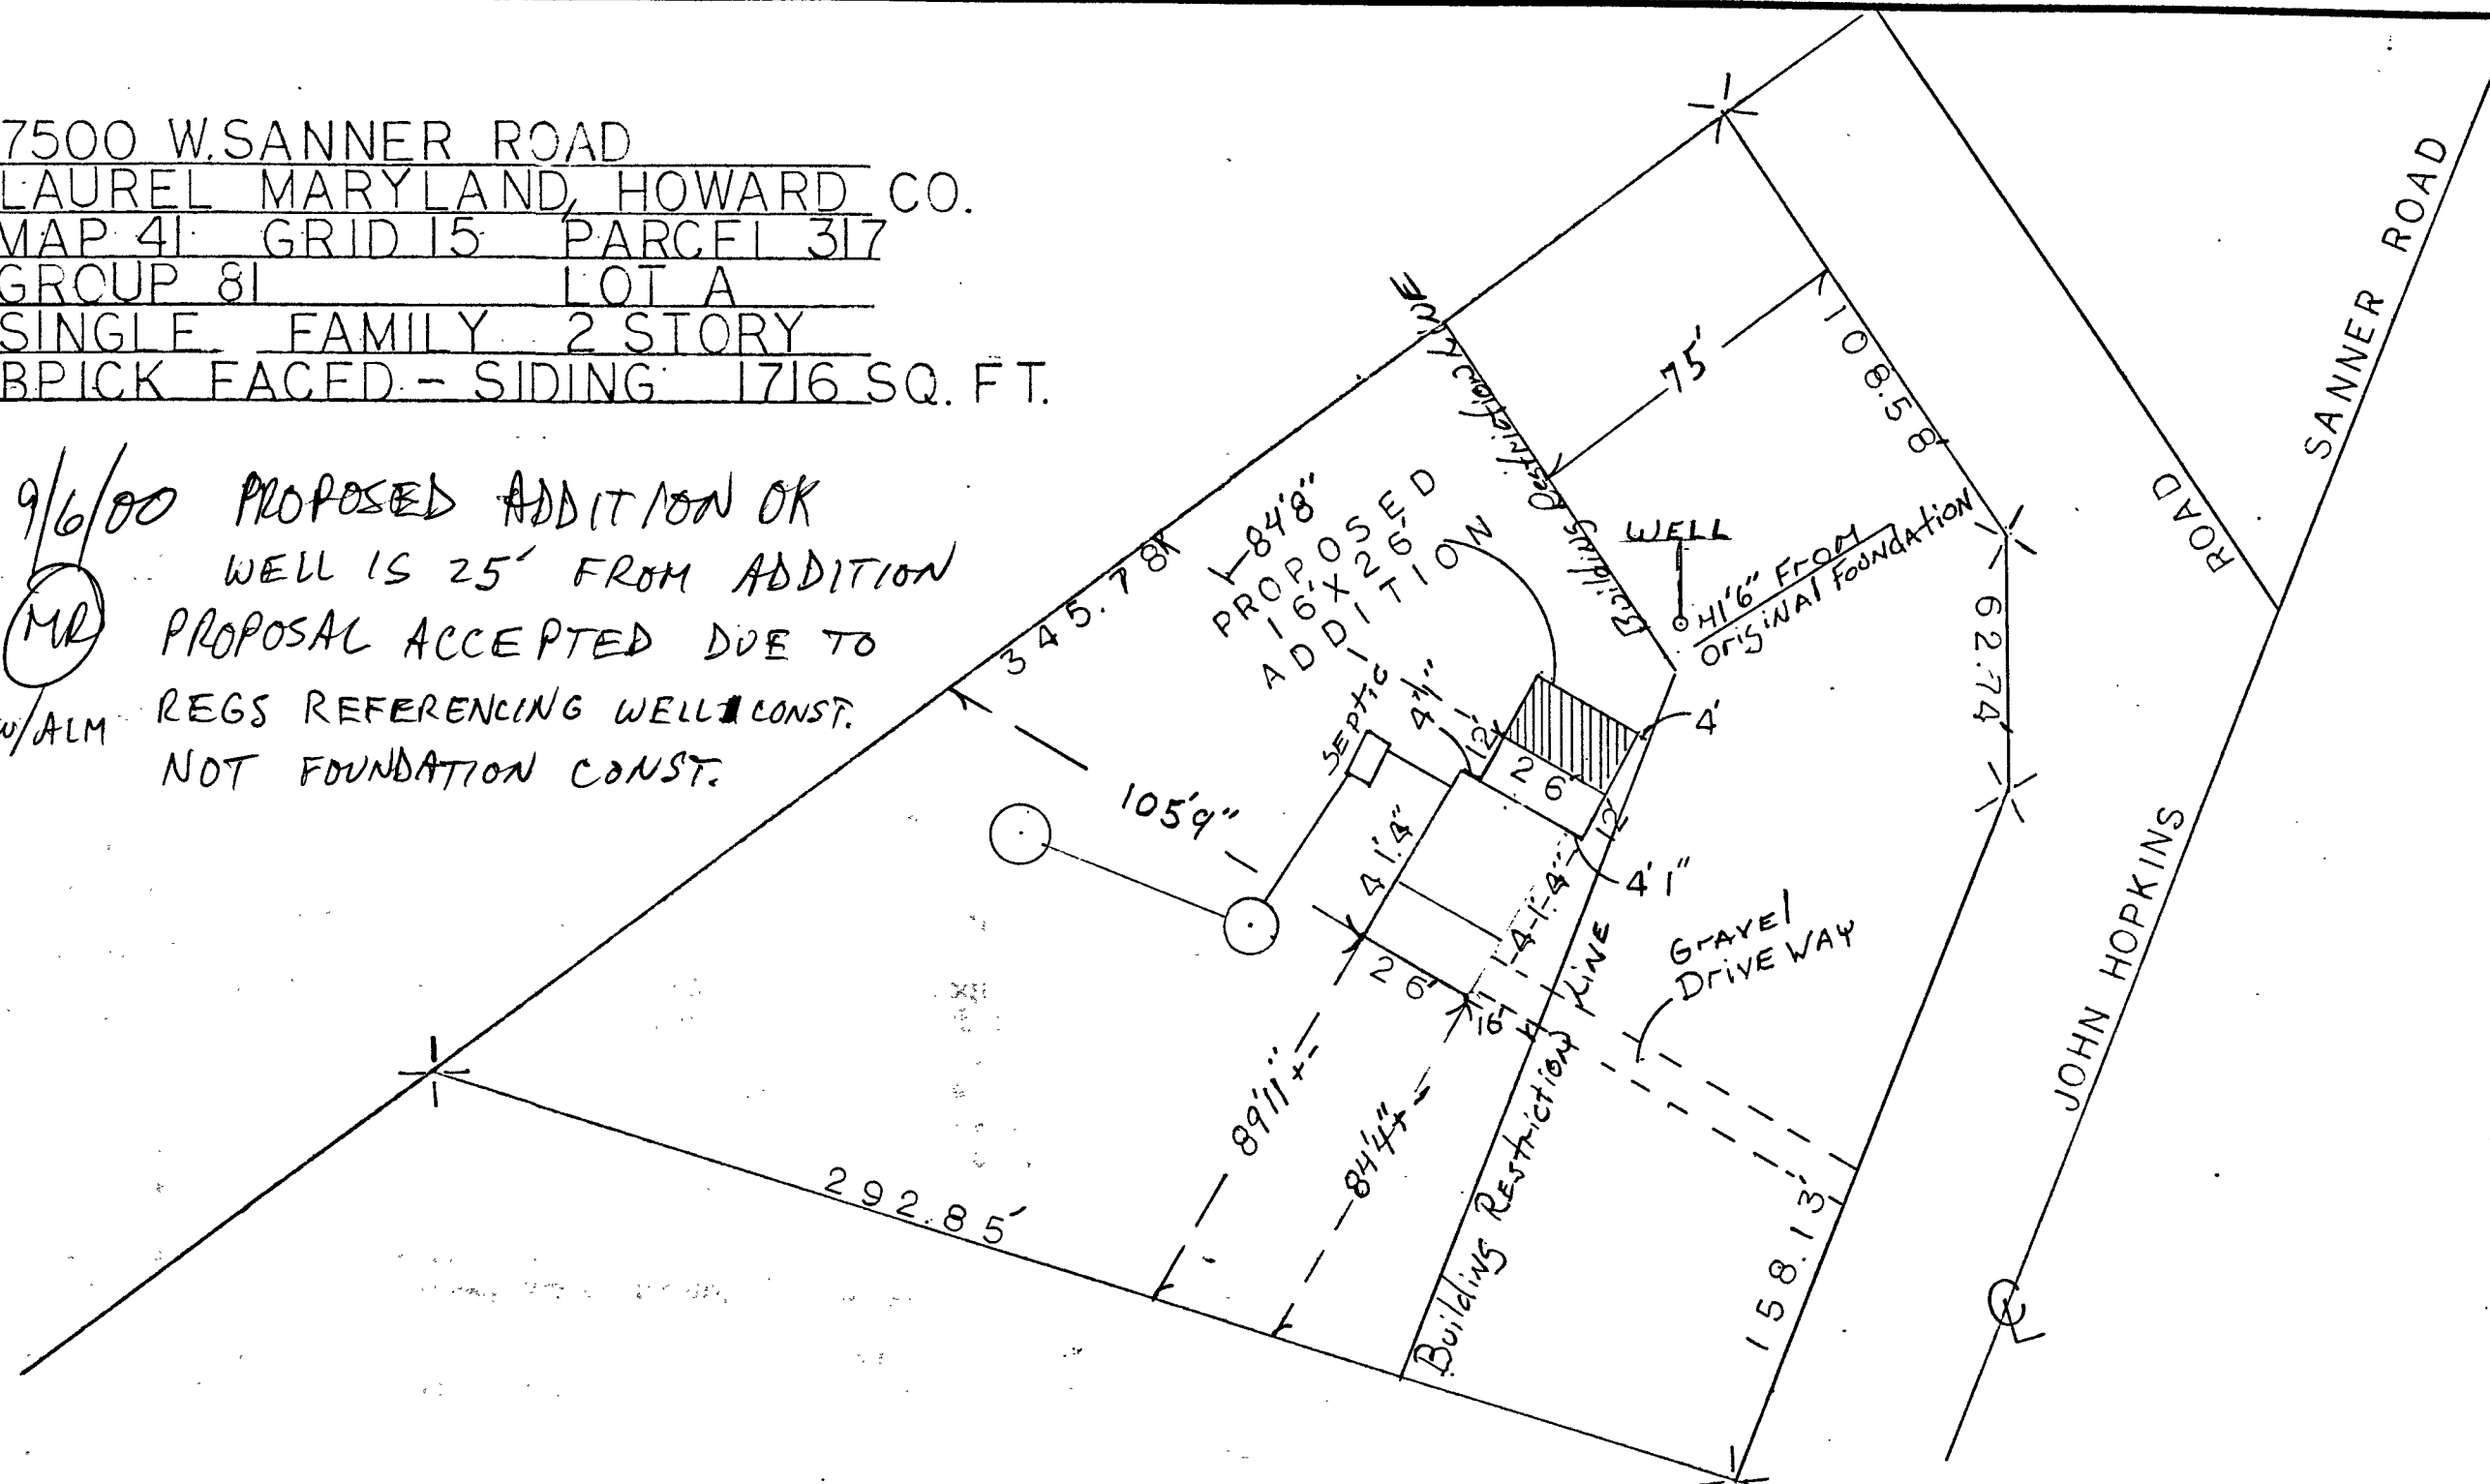 7500 W. SANNER ROAD
LAUREL MARYLAND, HOWARD CO.
MAP 41 GRID 15 PARCEL 317
GROUP 81 LOT A
SINGLE FAMILY 2 STORY
BRICK FACED - SIDING 1716 SQ. FT.
9/6/00 PROPOSED ADDITION OK
WELL IS 25' FROM ADDITION
MR PROPOSAL ACCEPTED DUE TO
W/ALM REGS REFERENCING WELL CONST.
NOT FOUNDATION CONST.
SANNER ROAD
ROAD
JOHN HOPKINS
108.58
75'
Building Restriction LINE
345.78
84'8"
PROPOSED
16'X26'
ADDITION
WELL
41'6" FROM
OriginAl FoundAtion
62.74'
SEPtic
4'1"
12'
26'
4'
12'
4'1"
105'9"
41'.4"
41'.4"
26'
16'
GrAvEl
DrivE WAY
89'11"
84'4"
Building REstriction LINE
292.85'
158.13'
CL